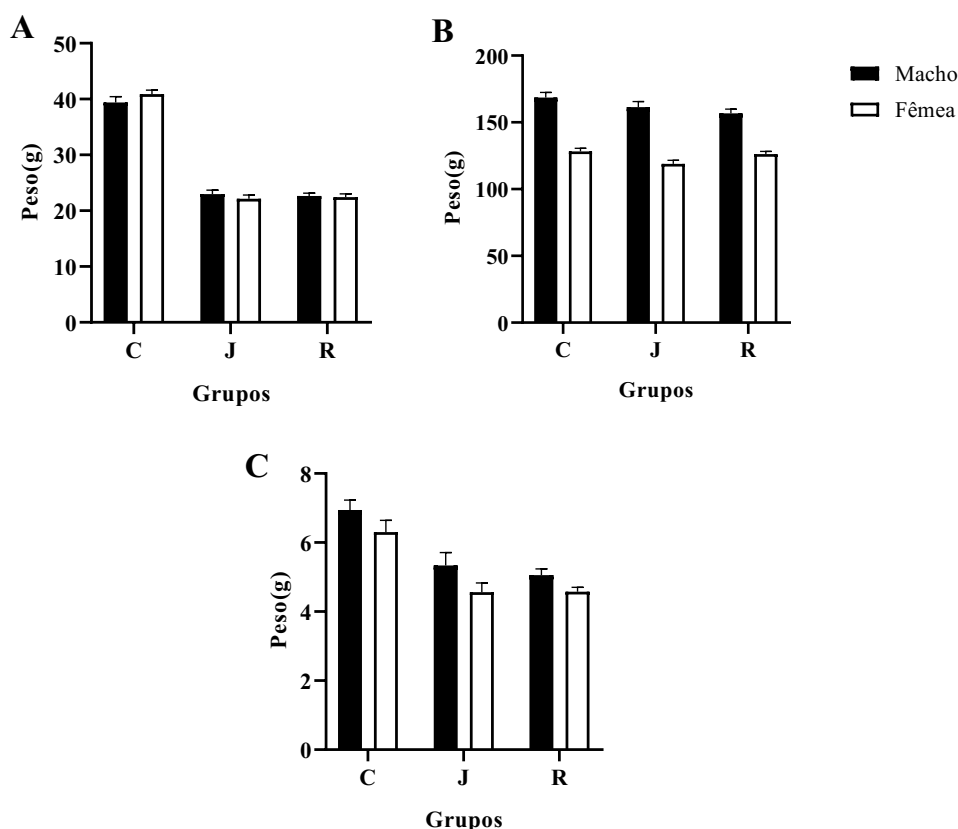 A
50
40
30
20
10
0
Peso(g)
C J R
Grupos
B
200
150
100
50
0
Peso(g)
C J R
Grupos
Macho
Fêmea
C
8
6
4
2
0
Peso(g)
C J R
Grupos